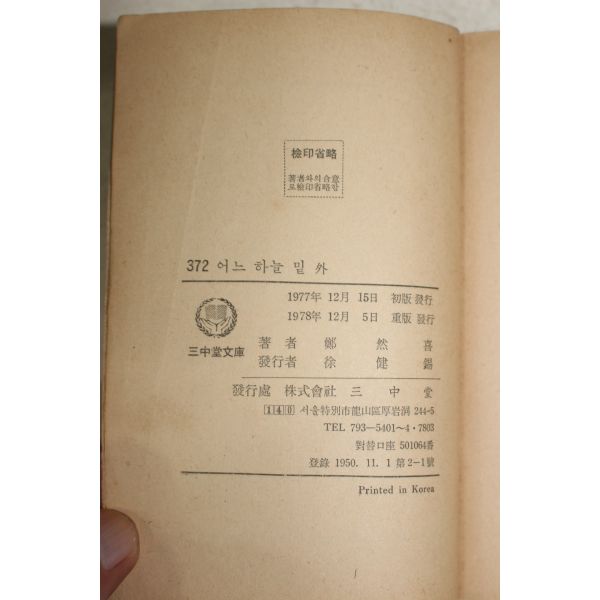 檢印省略
著者와의合意
로檢印省略함
372 어느 하늘 밑 外
1977年 12月 15日 初版 發行
1978年 12月 5日 重版 發行
三中堂文庫
著者 鄭然喜
發行者 徐健錫
發行處 株式會社 三中堂
140 서울特別市龍山區厚岩洞 244-5
TEL 793-5401~4·7803
對替口座 501064番
登錄 1950. 11. 1 第2-1號
Printed in Korea